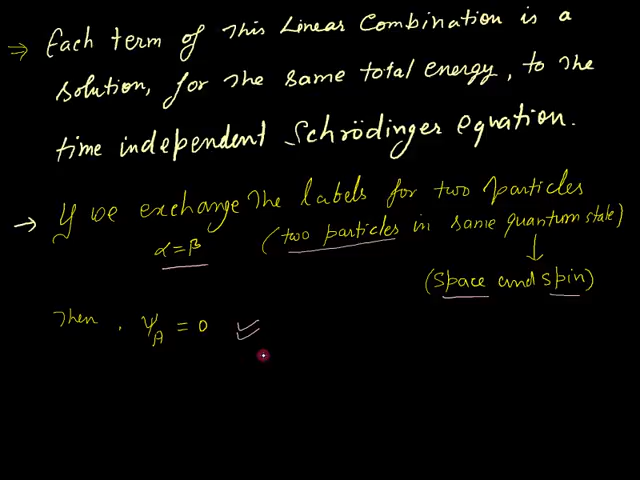 ⇒ Each term of this Linear Combination is a
solution, for the same total energy, to the
time independent Schrödinger equation.
→ If we exchange the labels for two particles
α = β (two particles in same quantum state)
↓
(space and spin)
Then, ψ_A = 0 ✓